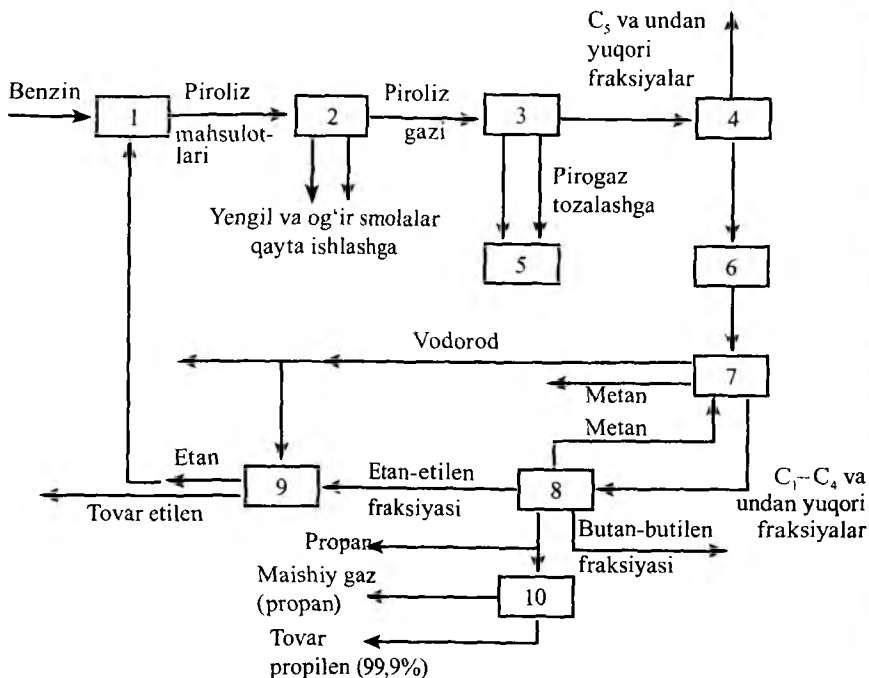 C₅ va undan
yuqori
fraksiyalar
Benzin
1
Piroliz
mahsulot-
lari
2
Piroliz
gazi
3
4
Yengil va og‘ir smolalar
qayta ishlashga
Pirogaz
tozalashga
5
6
Vodorod
7
Metan
Metan
Etan
9
Etan-etilen
fraksiyasi
8
C₁–C₄ va
undan yuqori
fraksiyalar
Tovar etilen
Butan-butilen
fraksiyasi
Propan
Maishiy gaz
(propan)
10
Tovar
propilen (99,9%)